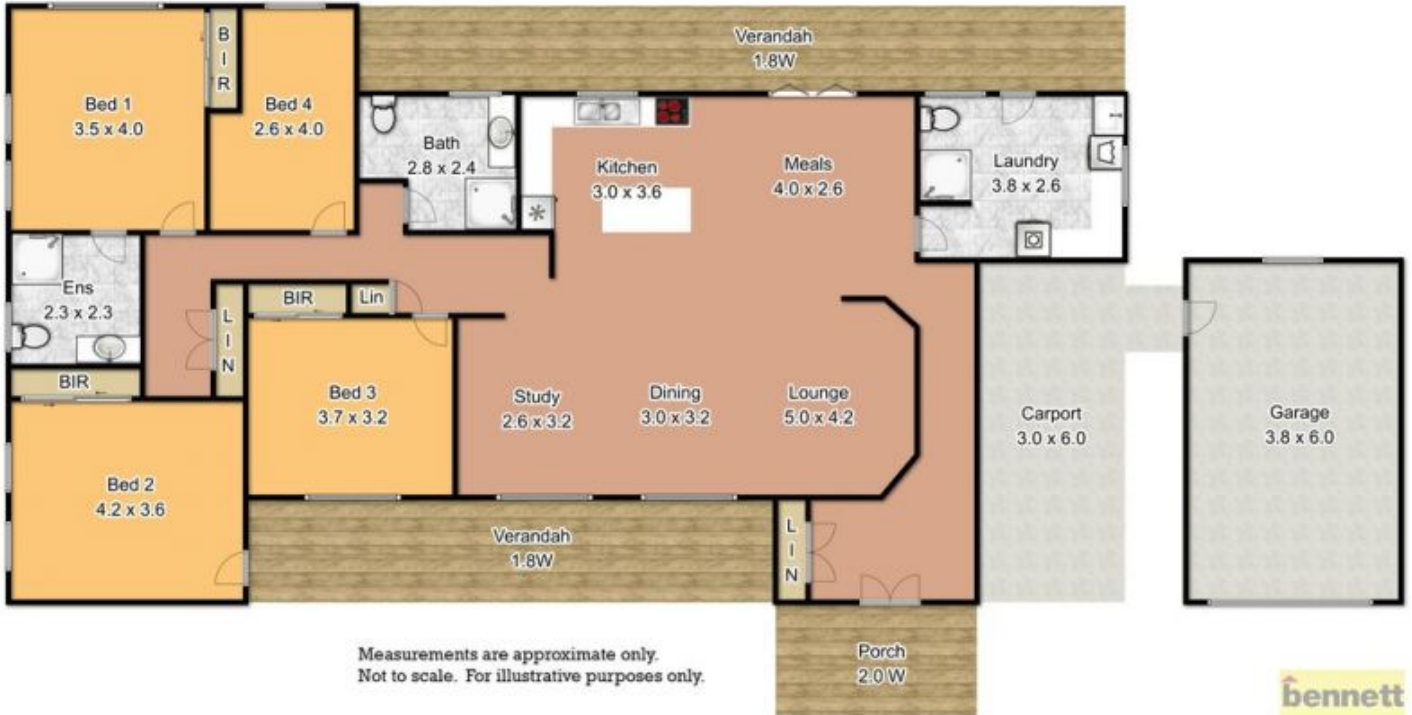 Verandah
1.8W
Bed 1
3.5 x 4.0
BIR
Bed 4
2.6 x 4.0
Bath
2.8 x 2.4
Kitchen
3.0 x 3.6
Meals
4.0 x 2.6
Laundry
3.8 x 2.6
Ens
2.3 x 2.3
LIN
BIR
Lin
BIR
Bed 3
3.7 x 3.2
Study
2.6 x 3.2
Dining
3.0 x 3.2
Lounge
5.0 x 4.2
Carport
3.0 x 6.0
Garage
3.8 x 6.0
Bed 2
4.2 x 3.6
Verandah
1.8W
LIN
Porch
2.0 W
Measurements are approximate only.
Not to scale. For illustrative purposes only.
bennett